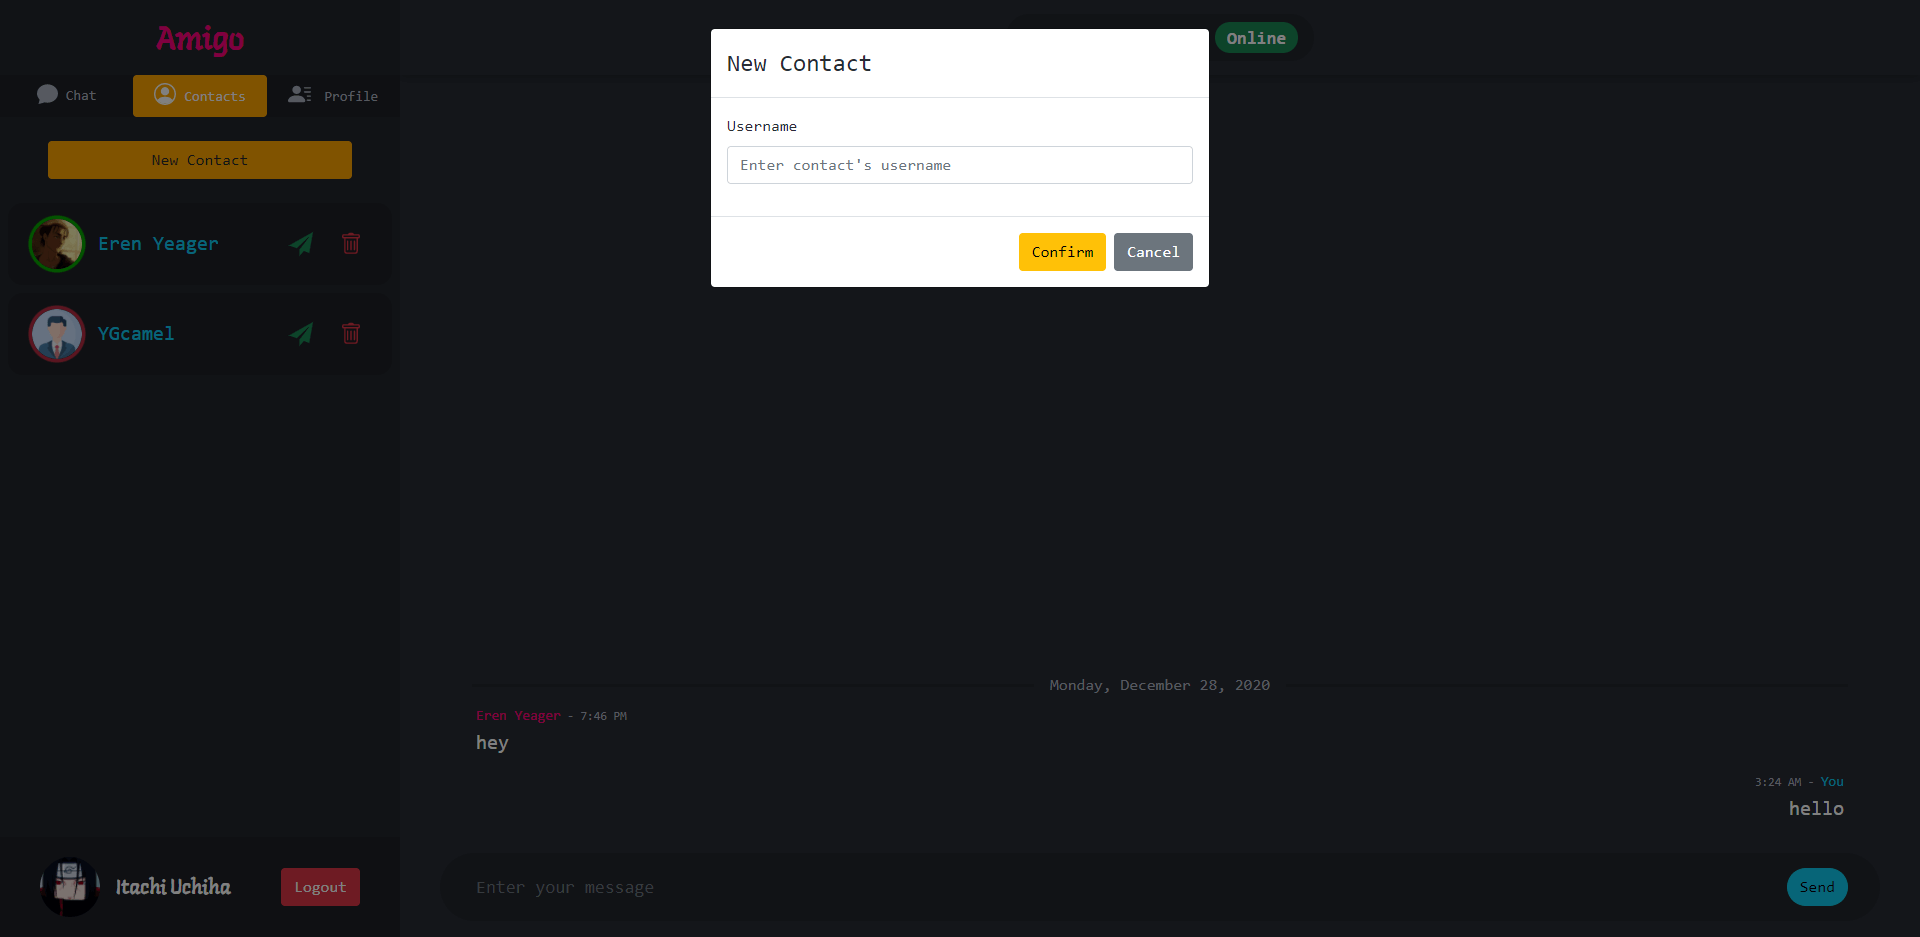 Amigo
Chat
Contacts
Profile
New Contact
Eren Yeager
YGcamel
Itachi Uchiha
Logout
Online
New Contact
Username
Enter contact's username
Confirm
Cancel
Monday, December 28, 2020
Eren Yeager - 7:46 PM
hey
3:24 AM - You
hello
Enter your message
Send